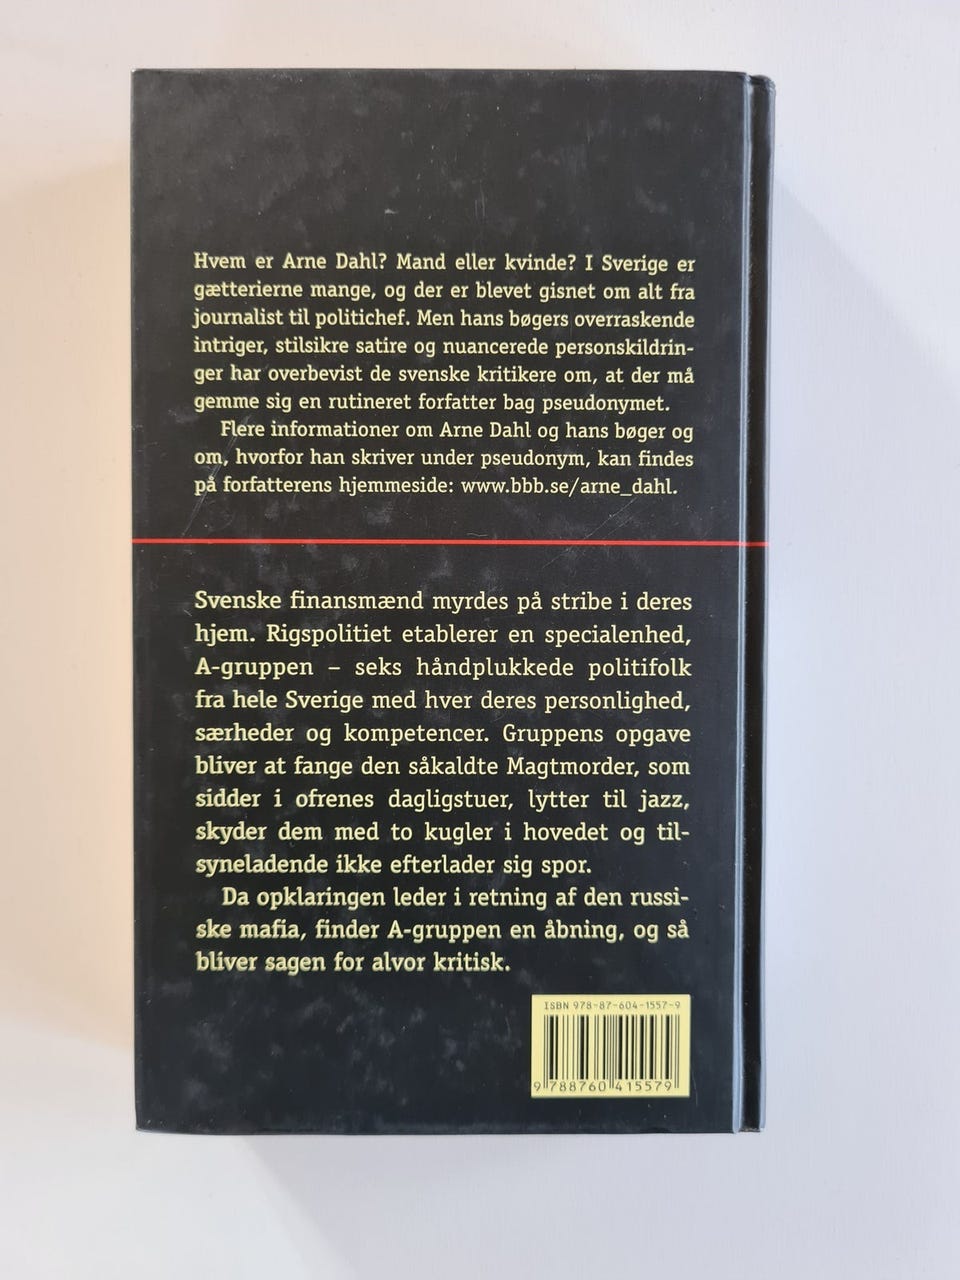 Hvem er Arne Dahl? Mand eller kvinde? I Sverige er
gætterierne mange, og der er blevet gisnet om alt fra
journalist til politichef. Men hans bøgers overraskende
intriger, stilsikre satire og nuancerede personskildrin-
ger har overbevist de svenske kritikere om, at der må
gemme sig en rutineret forfatter bag pseudonymet.
Flere informationer om Arne Dahl og hans bøger og
om, hvorfor han skriver under pseudonym, kan findes
på forfatterens hjemmeside: www.bbb.se/arne_dahl.
Svenske finansmænd myrdes på stribe i deres
hjem. Rigspolitiet etablerer en specialenhed,
A-gruppen – seks håndplukkede politifolk
fra hele Sverige med hver deres personlighed,
særheder og kompetencer. Gruppens opgave
bliver at fange den såkaldte Magtmorder, som
sidder i ofrenes dagligstuer, lytter til jazz,
skyder dem med to kugler i hovedet og til-
syneladende ikke efterlader sig spor.
Da opklaringen leder i retning af den russi-
ske mafia, finder A-gruppen en åbning, og så
bliver sagen for alvor kritisk.
ISBN 978-87-604-1557-9
9 788760 415579